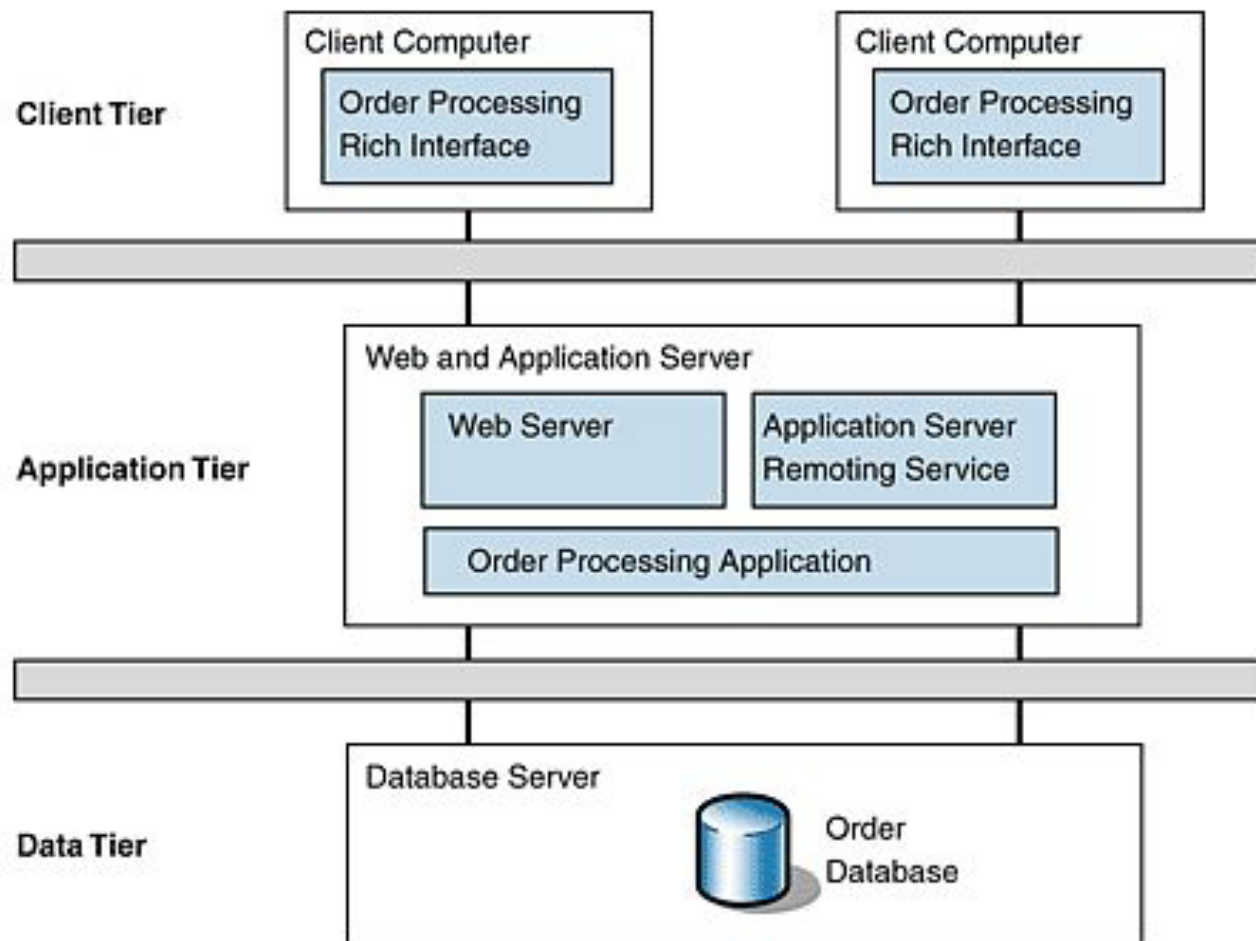 Client Computer
Client Computer
Client Tier
Order Processing
Rich Interface
Order Processing
Rich Interface
Web and Application Server
Web Server
Application Server
Remoting Service
Application Tier
Order Processing Application
Database Server
Data Tier
Order
Database